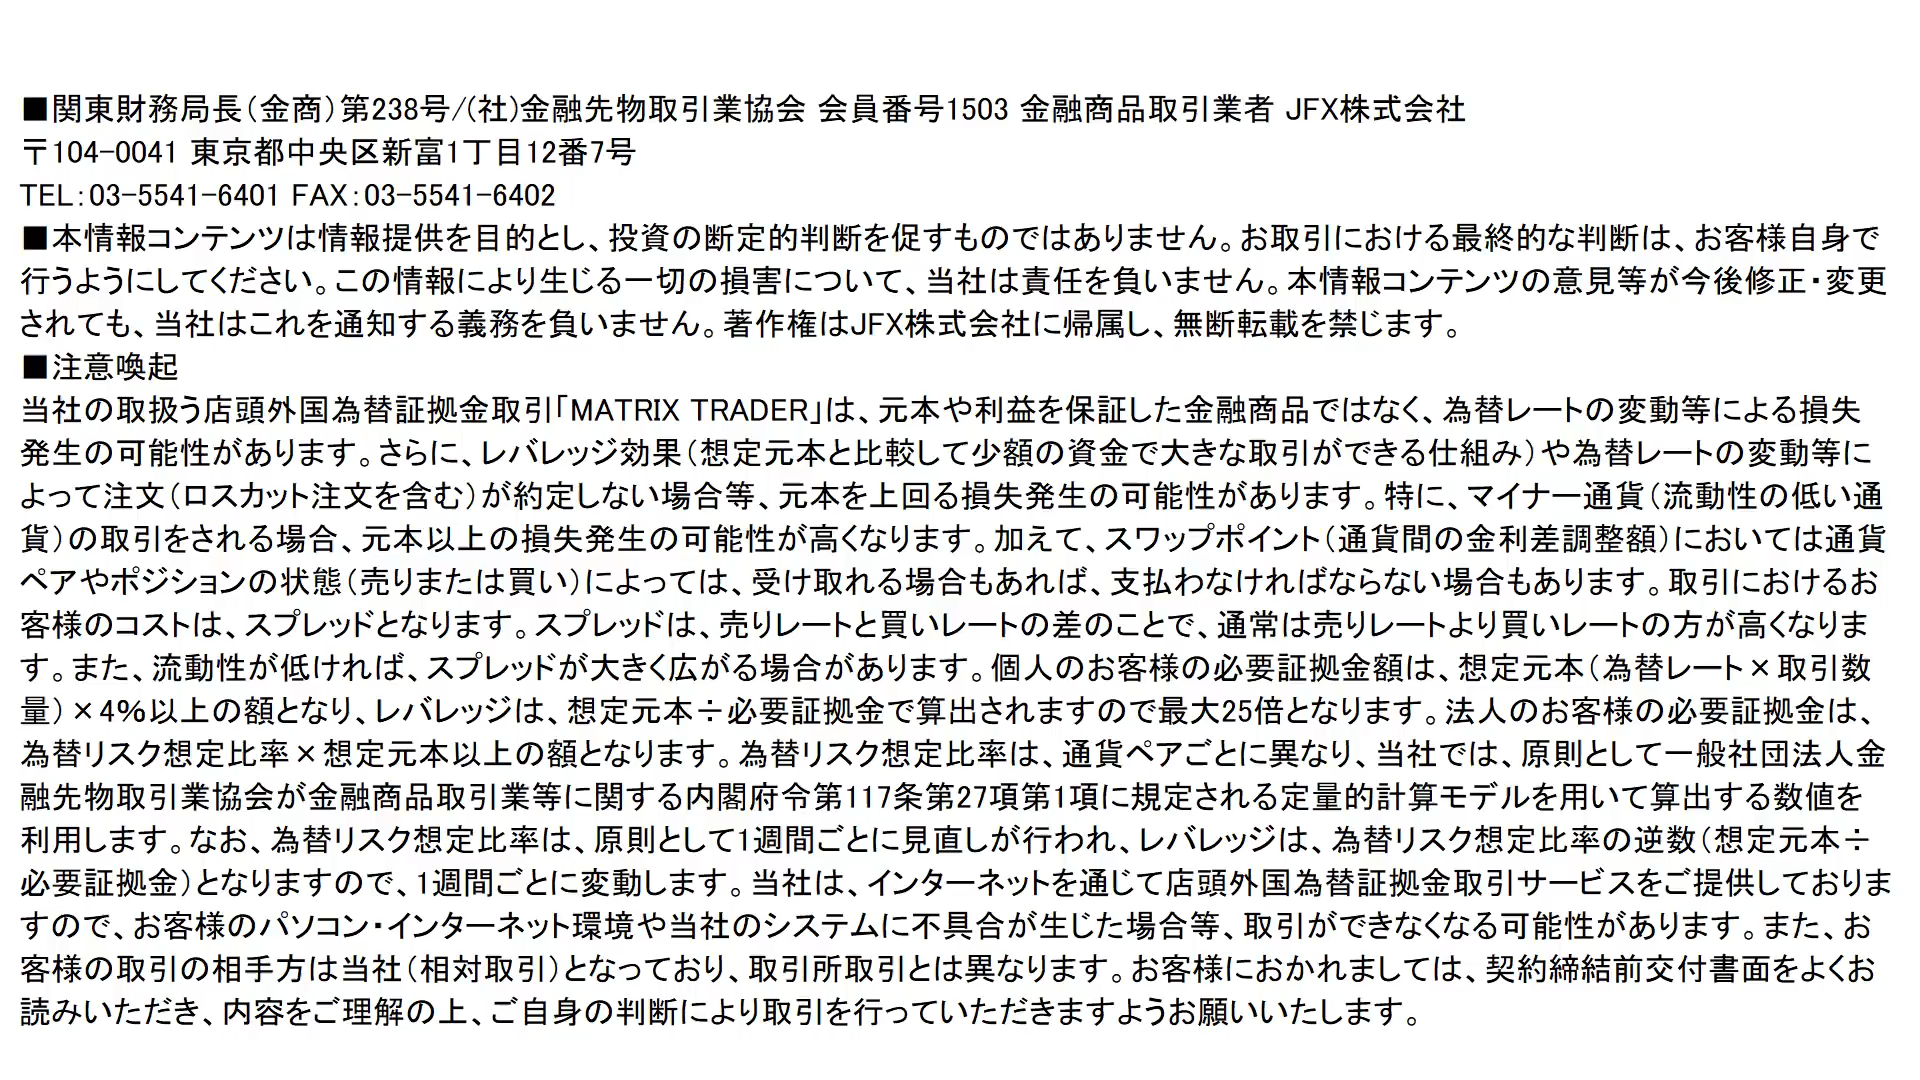 ■関東財務局長（金商）第238号/(社)金融先物取引業協会 会員番号1503 金融商品取引業者 JFX株式会社
〒104-0041 東京都中央区新富1丁目12番7号
TEL：03-5541-6401 FAX：03-5541-6402
■本情報コンテンツは情報提供を目的とし、投資の断定的判断を促すものではありません。お取引における最終的な判断は、お客様自身で
行うようにしてください。この情報により生じる一切の損害について、当社は責任を負いません。本情報コンテンツの意見等が今後修正・変更
されても、当社はこれを通知する義務を負いません。著作権はJFX株式会社に帰属し、無断転載を禁じます。
■注意喚起
当社の取扱う店頭外国為替証拠金取引「MATRIX TRADER」は、元本や利益を保証した金融商品ではなく、為替レートの変動等による損失
発生の可能性があります。さらに、レバレッジ効果（想定元本と比較して少額の資金で大きな取引ができる仕組み）や為替レートの変動等に
よって注文（ロスカット注文を含む）が約定しない場合等、元本を上回る損失発生の可能性があります。特に、マイナー通貨（流動性の低い通
貨）の取引をされる場合、元本以上の損失発生の可能性が高くなります。加えて、スワップポイント（通貨間の金利差調整額）においては通貨
ペアやポジションの状態（売りまたは買い）によっては、受け取れる場合もあれば、支払わなければならない場合もあります。取引におけるお
客様のコストは、スプレッドとなります。スプレッドは、売りレートと買いレートの差のことで、通常は売りレートより買いレートの方が高くなりま
す。また、流動性が低ければ、スプレッドが大きく広がる場合があります。個人のお客様の必要証拠金額は、想定元本（為替レート×取引数
量）×4％以上の額となり、レバレッジは、想定元本÷必要証拠金で算出されますので最大25倍となります。法人のお客様の必要証拠金は、
為替リスク想定比率×想定元本以上の額となります。為替リスク想定比率は、通貨ペアごとに異なり、当社では、原則として一般社団法人金
融先物取引業協会が金融商品取引業等に関する内閣府令第117条第27項第1項に規定される定量的計算モデルを用いて算出する数値を
利用します。なお、為替リスク想定比率は、原則として1週間ごとに見直しが行われ、レバレッジは、為替リスク想定比率の逆数（想定元本÷
必要証拠金）となりますので、1週間ごとに変動します。当社は、インターネットを通じて店頭外国為替証拠金取引サービスをご提供しておりま
すので、お客様のパソコン・インターネット環境や当社のシステムに不具合が生じた場合等、取引ができなくなる可能性があります。また、お
客様の取引の相手方は当社（相対取引）となっており、取引所取引とは異なります。お客様におかれましては、契約締結前交付書面をよくお
読みいただき、内容をご理解の上、ご自身の判断により取引を行っていただきますようお願いいたします。